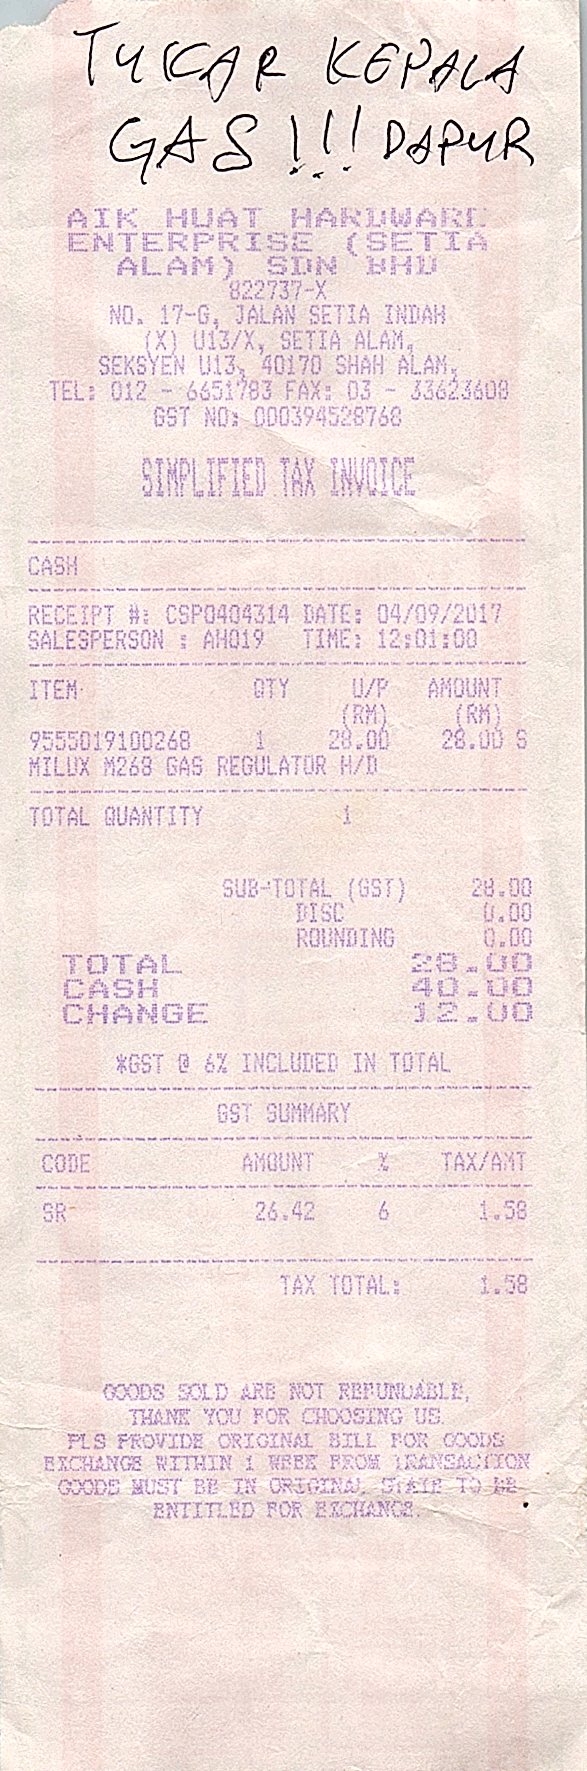 TUKAR KEPALA
GAS!!! DAPUR
AIK HUAT HARDWARE
ENTERPRISE (SETIA
ALAM) SDN BHD
822737-X
NO. 17-G, JALAN SETIA INDAH
(X) U13/X, SETIA ALAM,
SEKSYEN U13, 40170 SHAH ALAM,
TEL: 012 - 6651783 FAX: 03 - 33623608
GST NO: 000394528768
SIMPLIFIED TAX INVOICE
CASH
RECEIPT #: CSP0404314 DATE: 04/09/2017
SALESPERSON : AH019 TIME: 12:01:00
ITEM QTY U/P AMOUNT
(RM) (RM)
9555019100268 1 28.00 28.00 S
MILUX M268 GAS REGULATOR H/D
TOTAL QUANTITY 1
SUB-TOTAL (GST) 28.00
DISC 0.00
ROUNDING 0.00
TOTAL 28.00
CASH 40.00
CHANGE 12.00
*GST @ 6% INCLUDED IN TOTAL
GST SUMMARY
CODE AMOUNT % TAX/AMT
SR 26.42 6 1.58
TAX TOTAL: 1.58
GOODS SOLD ARE NOT REFUNDABLE,
THANK YOU FOR CHOOSING US.
PLS PROVIDE ORIGINAL BILL FOR GOODS
EXCHANGE WITHIN 1 WEEK FROM TRANSACTION
GOODS MUST BE IN ORIGINAL STATE TO BE
ENTITLED FOR EXCHANGE.